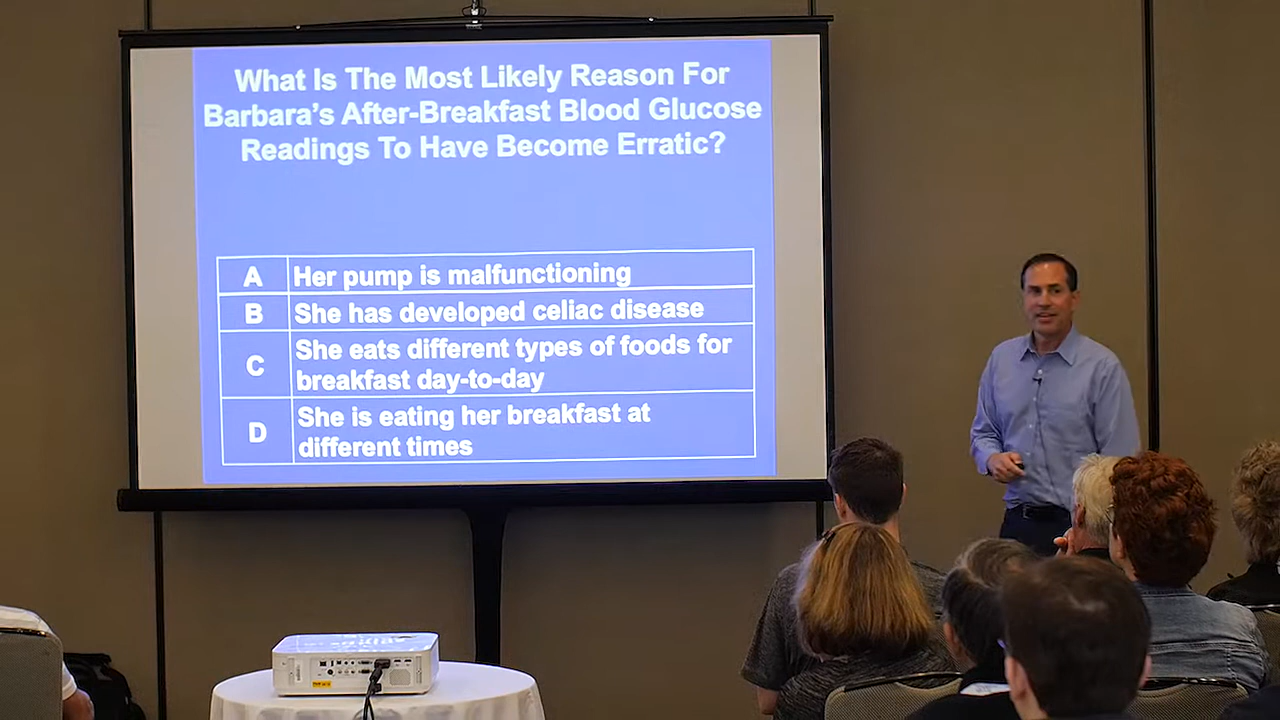 What Is The Most Likely Reason For
Barbara's After-Breakfast Blood Glucose
Readings To Have Become Erratic?
A Her pump is malfunctioning
B She has developed celiac disease
C She eats different types of foods for
breakfast day-to-day
D She is eating her breakfast at
different times